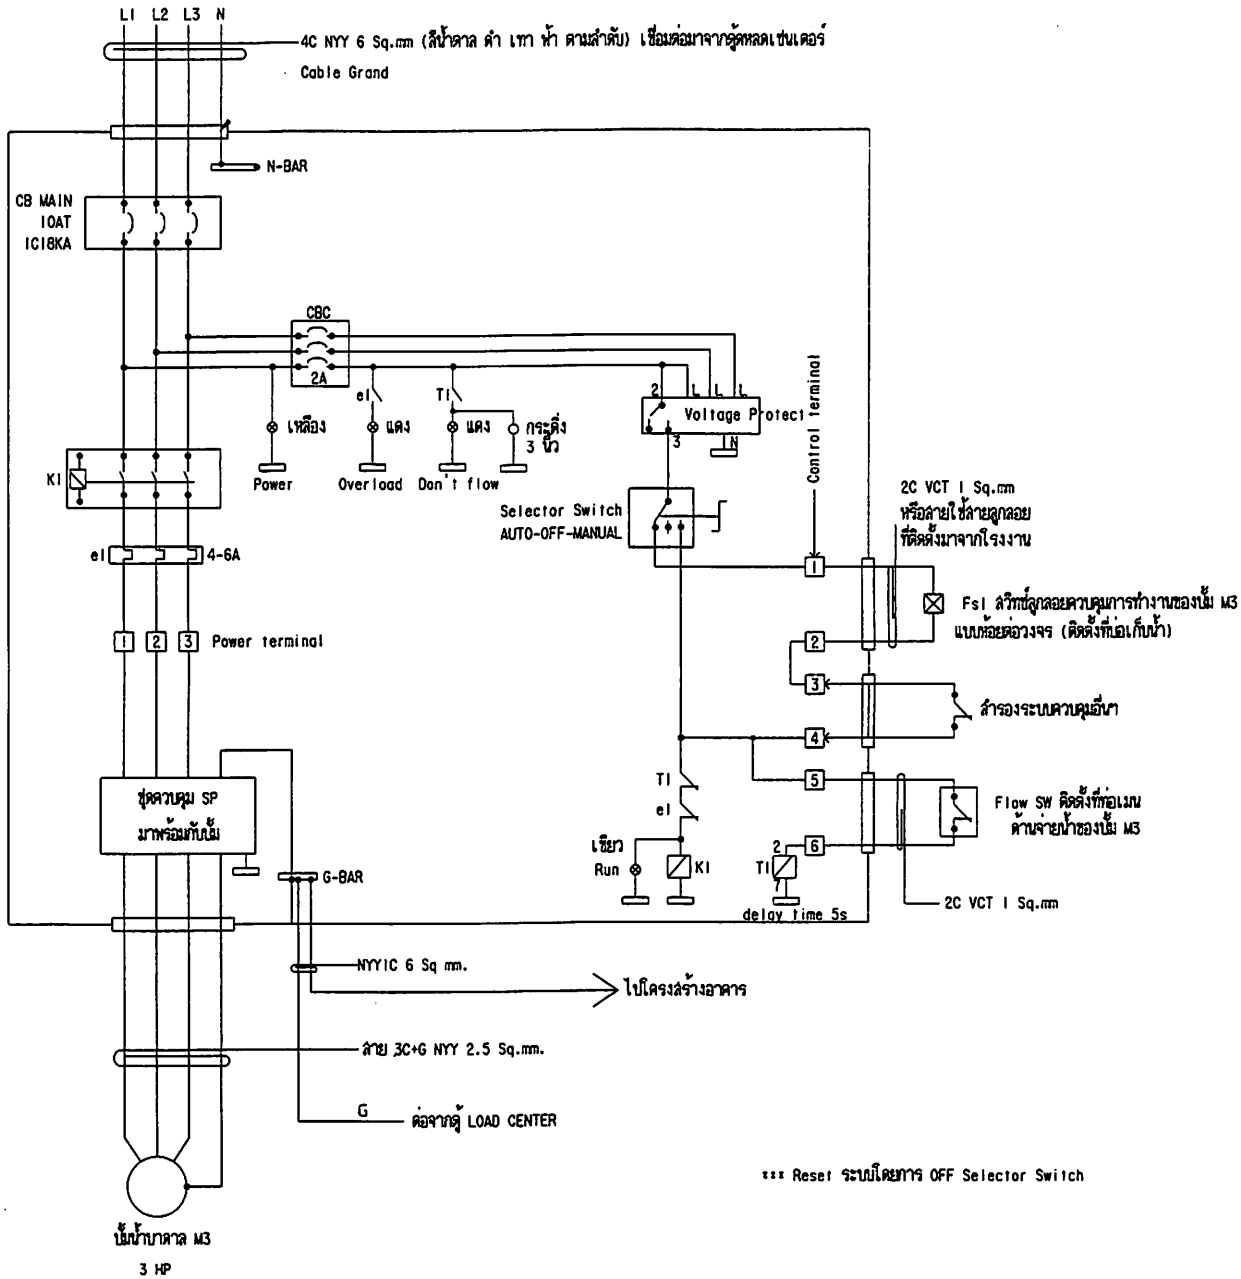 L1 L2 L3 N
4C NYY 6 Sq.mm (สีน้ำตาล ดำ เทา ฟ้า ตามลำดับ) เชื่อมต่อมาจากตู้โหลดเซ่นเตอร์
Cable Grand
N-BAR
CB MAIN
10AT
IC18KA
CBC
2A
e1
T1
เหลือง
แดง
แดง
กระดิ่ง
3 นิ้ว
Power
Overload
Don't flow
2 L L L
Voltage Protect
3 N
Control terminal
K1
e1
4-6A
Selector Switch
AUTO-OFF-MANUAL
2C VCT 1 Sq.mm
หรือสายใช้สายลูกลอย
ที่ติดตั้งมาจากโรงงาน
1
Fs1 สวิทช์ลูกลอยควบคุมการทำงานของปั๊ม M3
แบบห้อยต่อวงจร (ติดตั้งที่บ่อเก็บน้ำ)
2
1 2 3 Power terminal
3
สำรองระบบควบคุมอื่นๆ
4
5
T1
e1
ชุดควบคุม SP
มาพร้อมกับปั๊ม
Flow SW ติดตั้งที่ท่อเมน
ด้านจ่ายน้ำของปั๊ม M3
เขียว
Run
K1
2
6
T1
7
G-BAR
delay time 5s
2C VCT 1 Sq.mm
NYY1C 6 Sq mm.
ไปโครงสร้างอาคาร
สาย 3C+G NYY 2.5 Sq.mm.
G
ต่อจากตู้ LOAD CENTER
*** Reset ระบบโดยการ OFF Selector Switch
ปั๊มน้ำบาดาล M3
3 HP